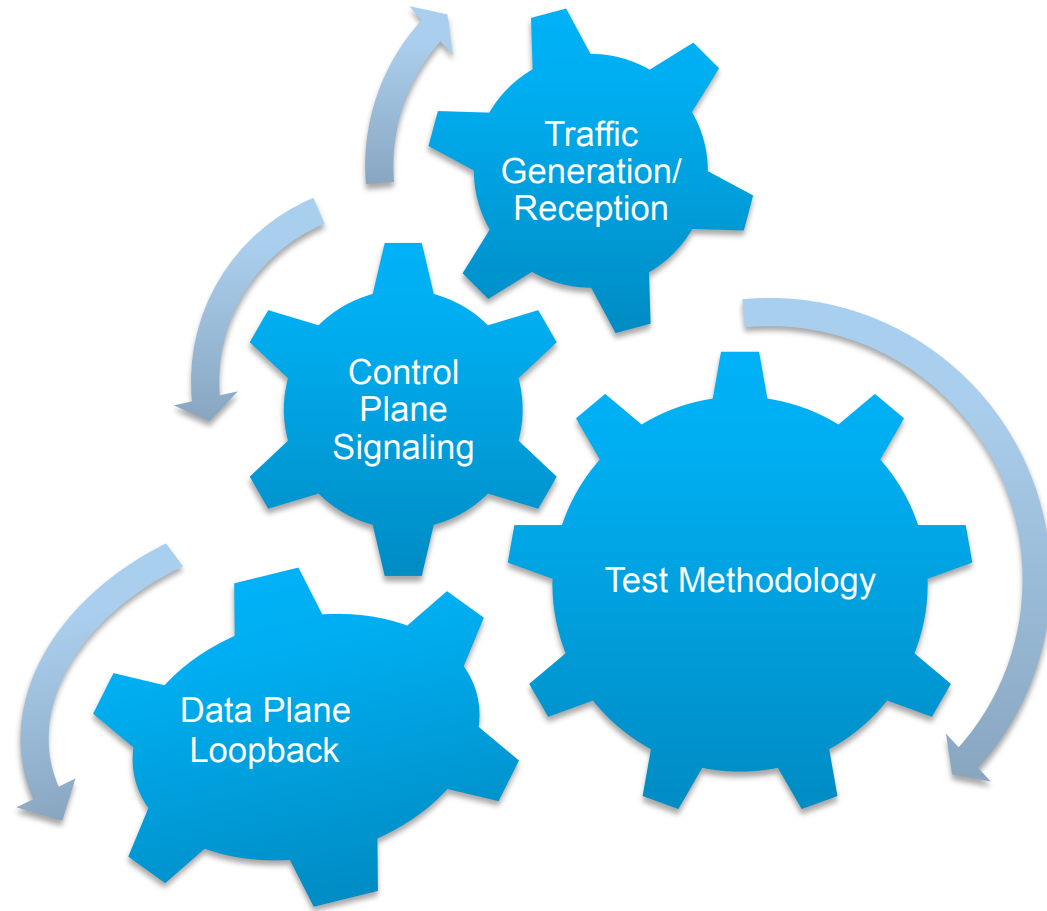 Traffic
Generation/
Reception
Control
Plane
Signaling
Test Methodology
Data Plane
Loopback